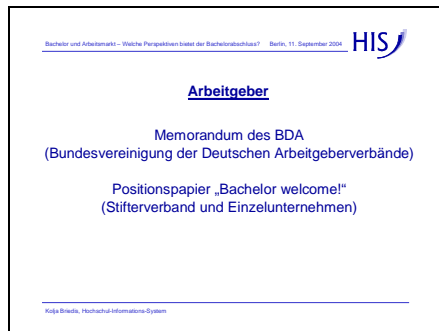 Bachelor und Arbeitsmarkt – Welche Perspektiven bietet der Bachelorabschluss? Berlin, 11. September 2004
HIS
Arbeitgeber
Memorandum des BDA
(Bundesvereinigung der Deutschen Arbeitgeberverbände)
Positionspapier „Bachelor welcome!“
(Stifterverband und Einzelunternehmen)
Kolja Briedis, Hochschul-Informations-System